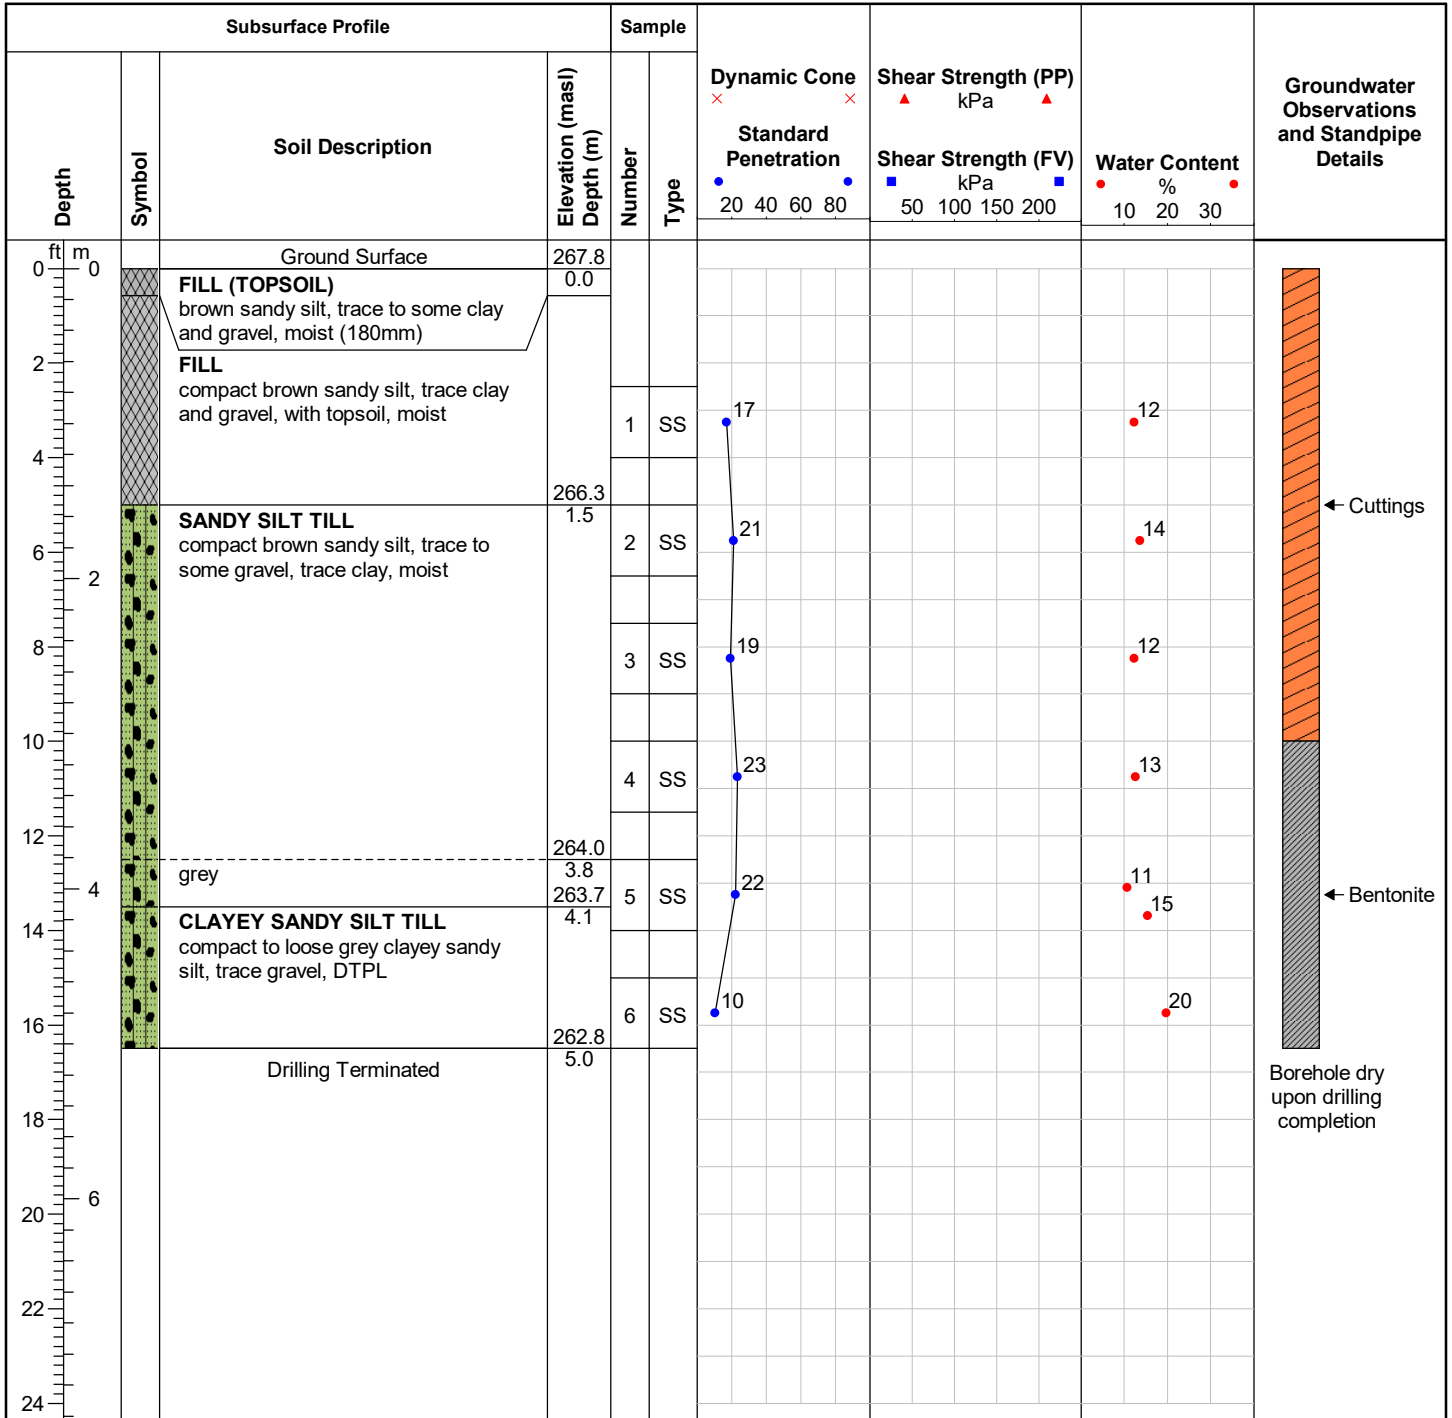 Subsurface Profile
Sample
Depth
Symbol
Soil Description
Elevation (masl)
Depth (m)
Number
Type
Dynamic Cone
Standard
Penetration
20 40 60 80
Shear Strength (PP)
kPa
Shear Strength (FV)
kPa
50 100 150 200
Water Content
%
10 20 30
Groundwater
Observations
and Standpipe
Details
ft m
Ground Surface
267.8
0 0
0.0
FILL (TOPSOIL)
brown sandy silt, trace to some clay
and gravel, moist (180mm)
2
FILL
compact brown sandy silt, trace clay
and gravel, with topsoil, moist
1 SS
17
12
4
266.3
1.5
SANDY SILT TILL
compact brown sandy silt, trace to
some gravel, trace clay, moist
Cuttings
2 SS
21
14
6
2
8
3 SS
19
12
10
4 SS
23
13
12
264.0
3.8
grey
263.7
4
5 SS
22
11
15
Bentonite
4.1
CLAYEY SANDY SILT TILL
compact to loose grey clayey sandy
silt, trace gravel, DTPL
14
6 SS
10
20
16
262.8
5.0
Drilling Terminated
Borehole dry
upon drilling
completion
18
6
20
22
24